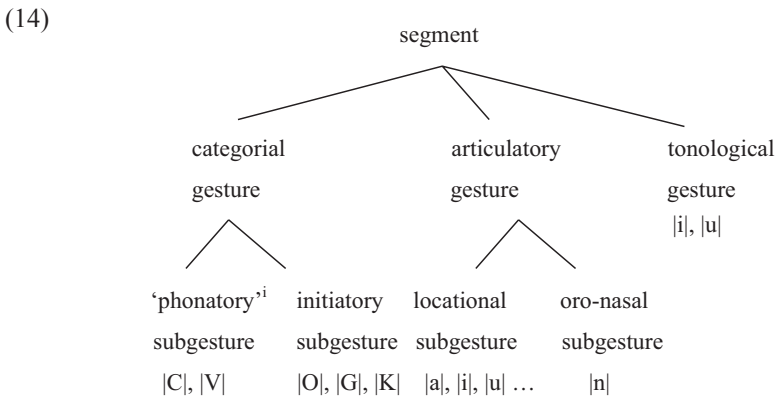 (14)
segment
categorial articulatory tonological
gesture gesture gesture
|i|, |u|
‘phonatory’i initiatory locational oro-nasal
subgesture subgesture subgesture subgesture
|C|, |V| |O|, |G|, |K| |a|, |i|, |u| … |n|